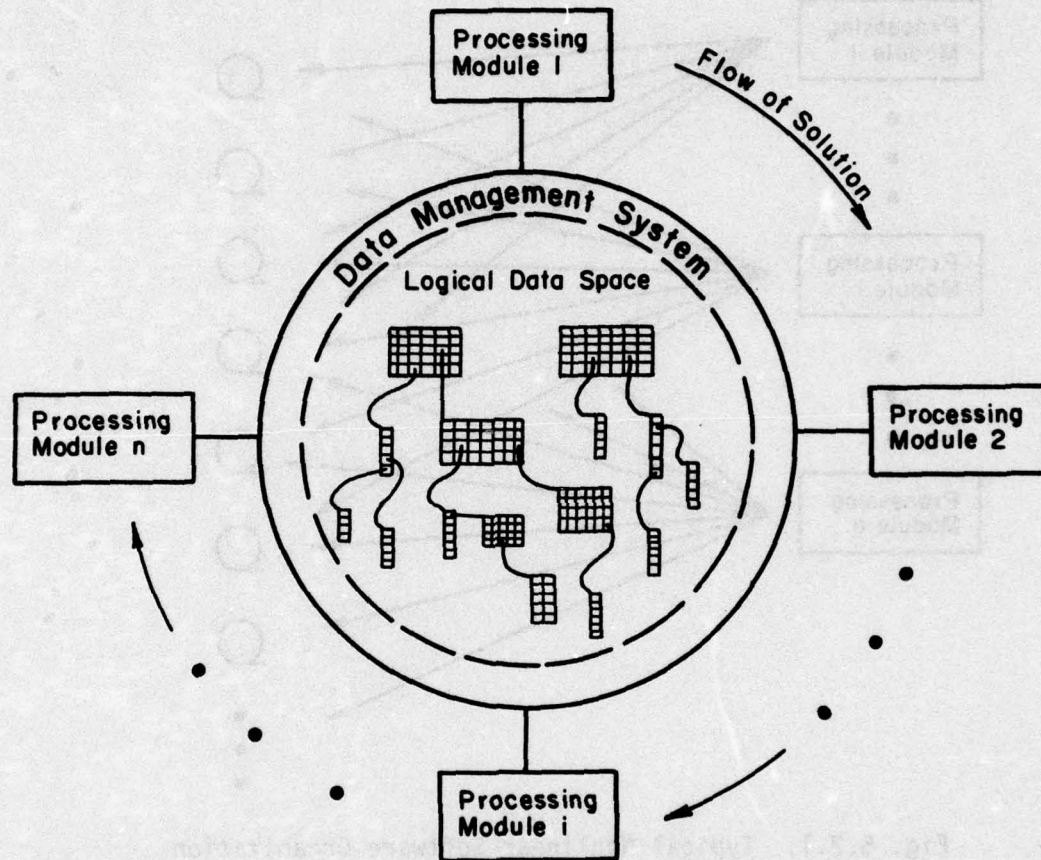 Processing
Module 1
Flow of Solution
Data Management System
Logical Data Space
Processing
Module n
Processing
Module 2
Processing
Module i